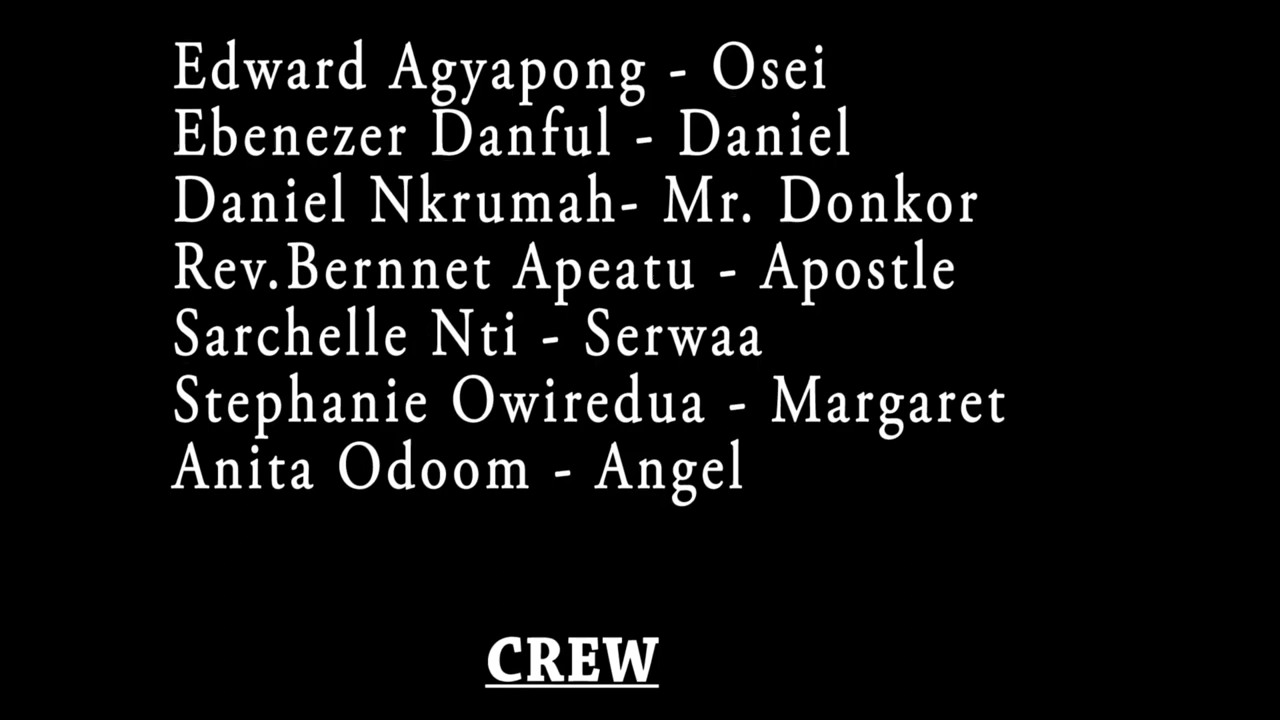 Edward Agyapong - Osei
Ebenezer Danful - Daniel
Daniel Nkrumah- Mr. Donkor
Rev.Bernnet Apeatu - Apostle
Sarchelle Nti - Serwaa
Stephanie Owiredua - Margaret
Anita Odoom - Angel
CREW